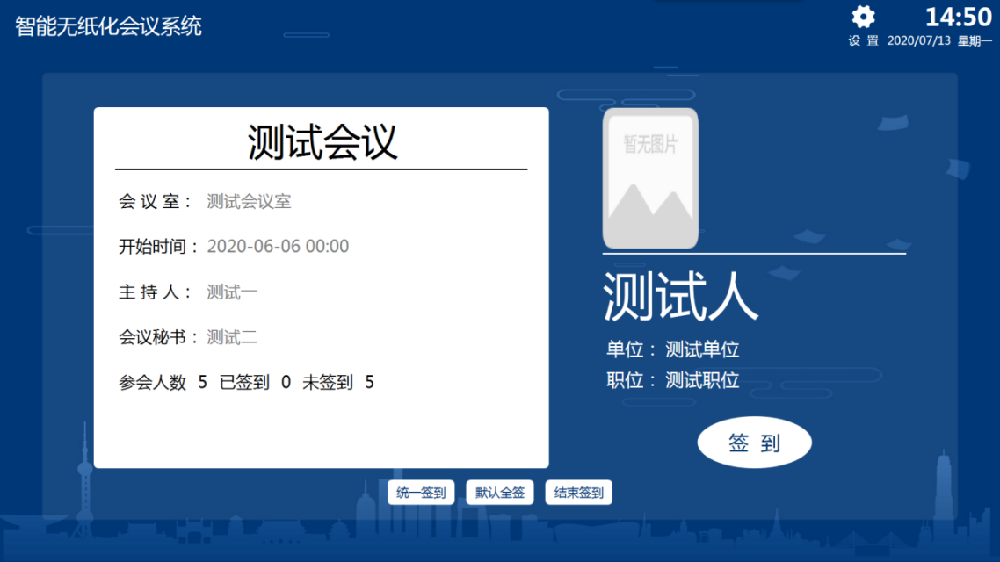 智能无纸化会议系统
14:50
设 置 2020/07/13 星期一
测试会议
会 议 室： 测试会议室
开始时间： 2020-06-06 00:00
主 持 人： 测试一
会议秘书： 测试二
参会人数 5 已签到 0 未签到 5
暂无图片
测试人
单位： 测试单位
职位： 测试职位
签 到
统一签到 默认全签 结束签到